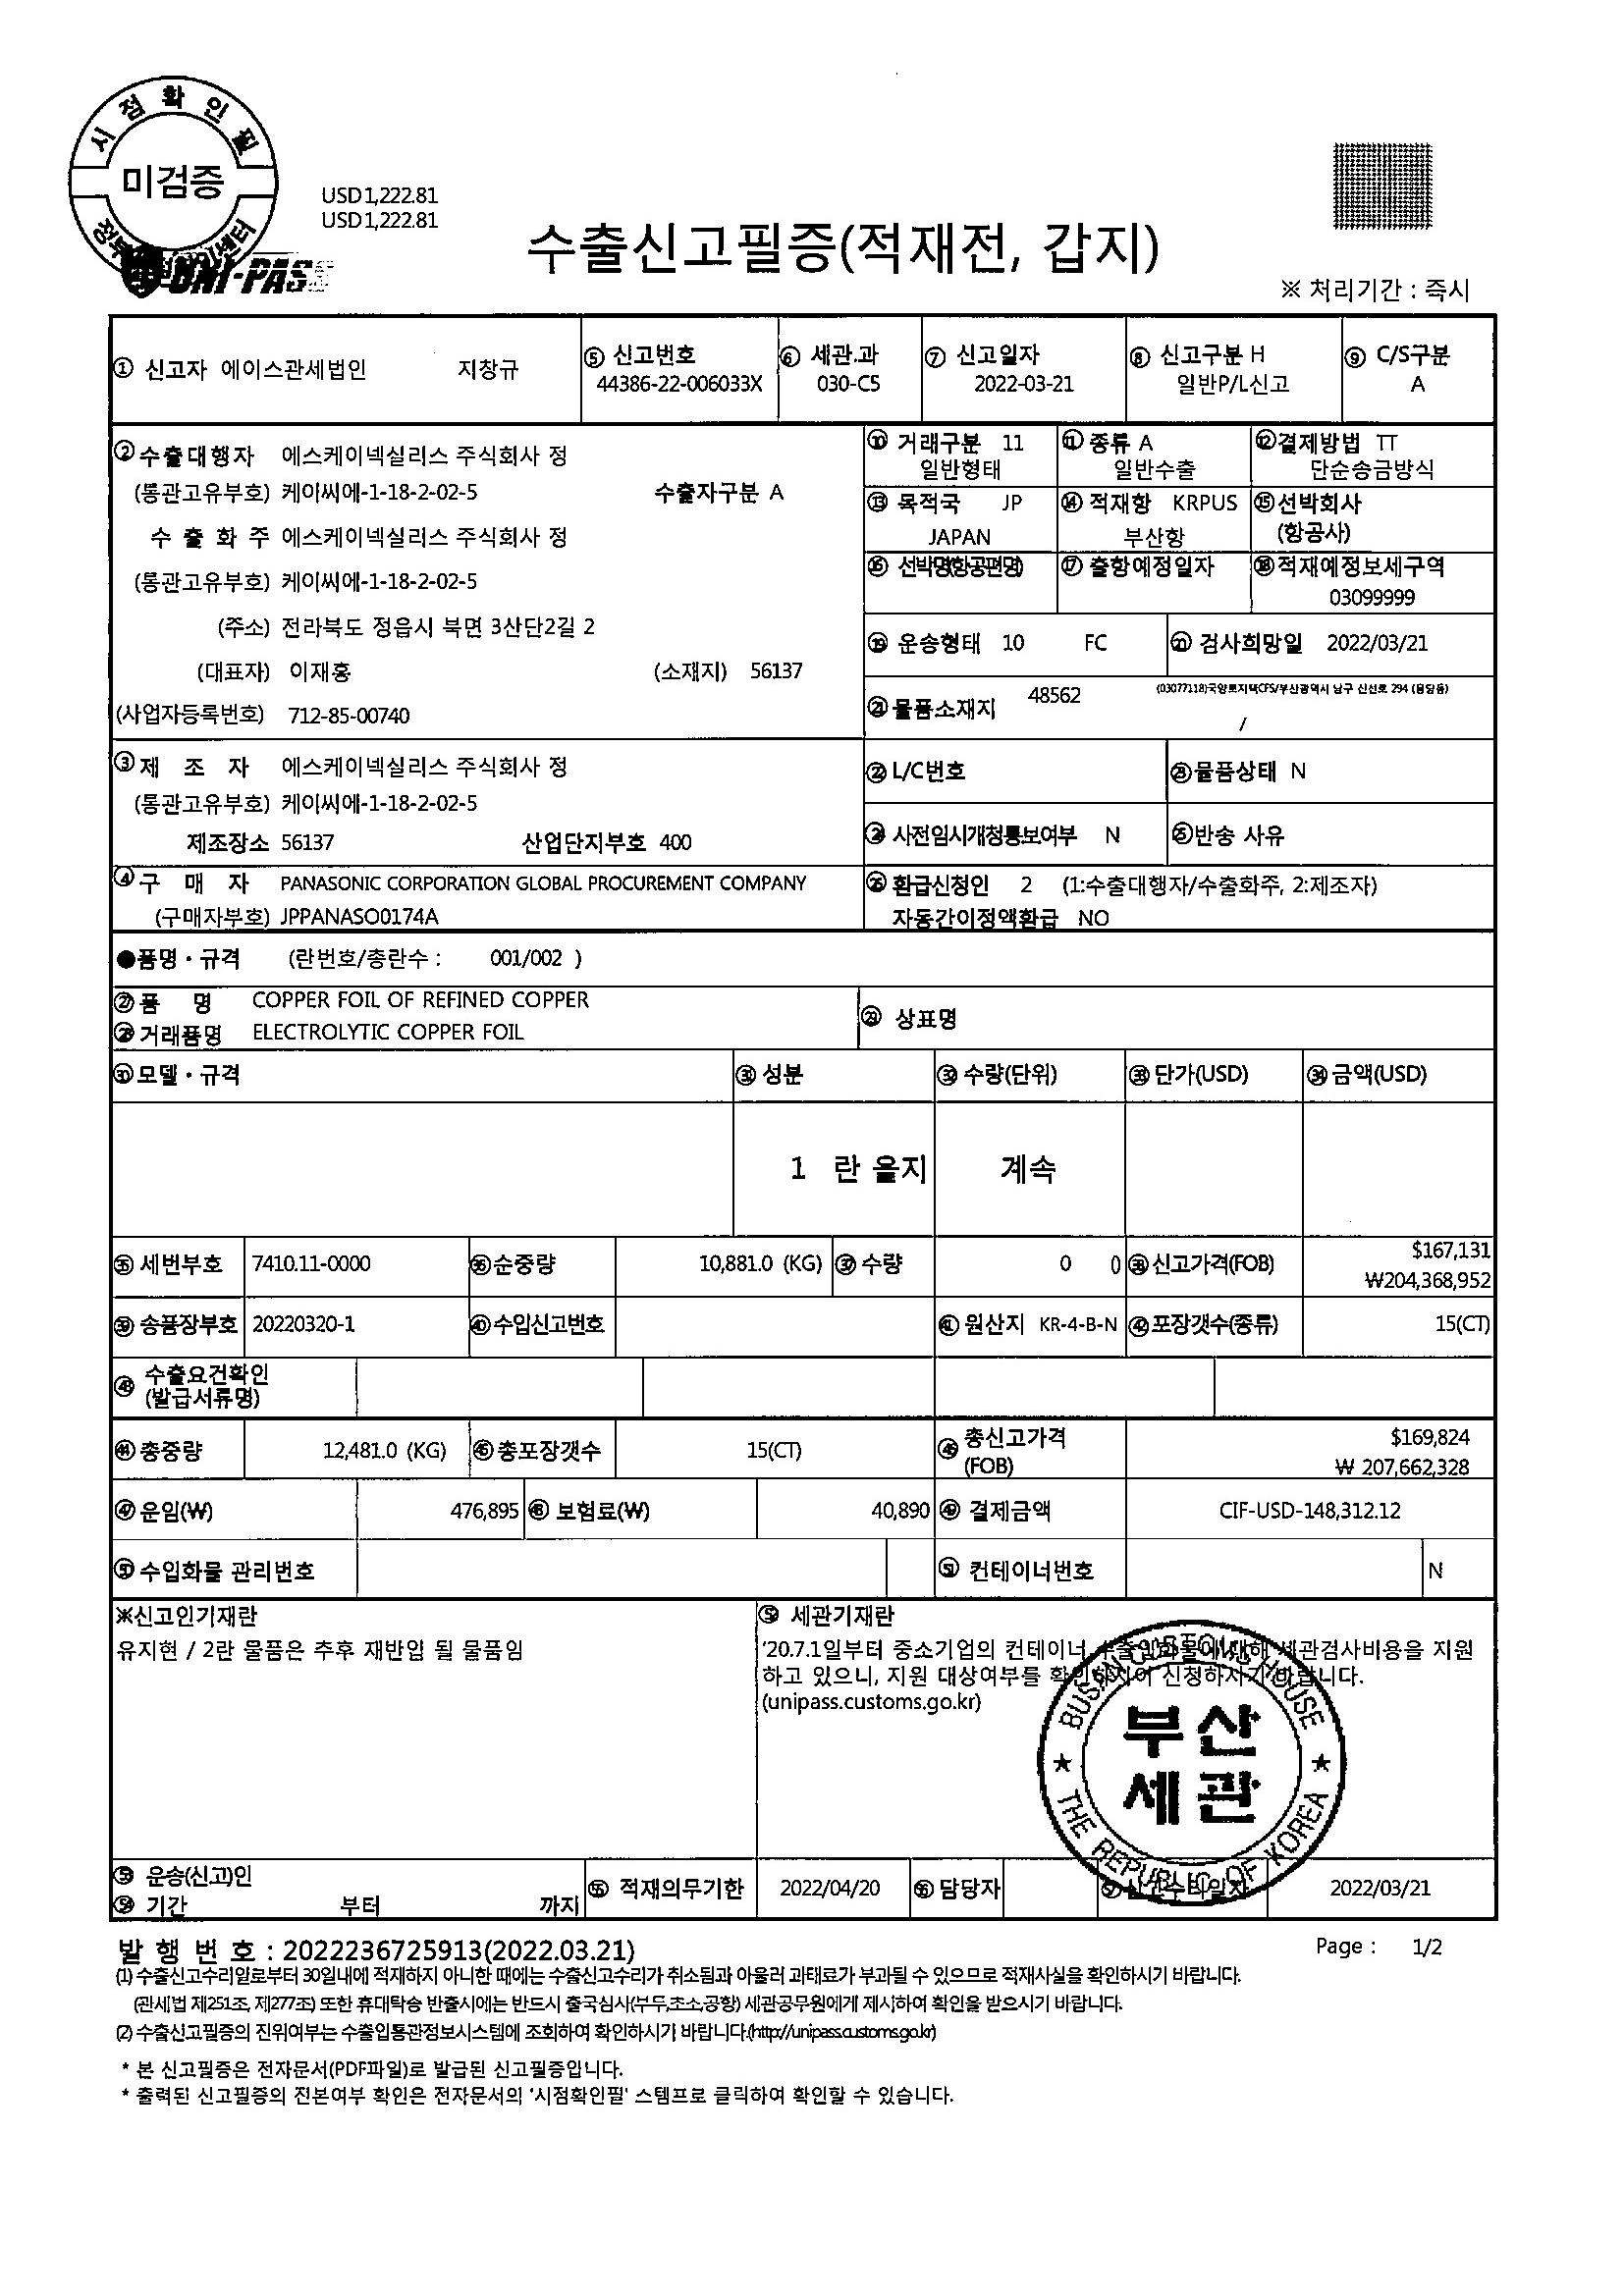 시점확인필
미검증
USD1,222.81
USD1,222.81
UNI-PASS
수출신고필증(적재전, 갑지)
※ 처리기간 : 즉시
① 신고자 에이스관세법인 지창규
⑤ 신고번호 44386-22-006033X
⑥ 세관.과 030-C5
⑦ 신고일자 2022-03-21
⑧ 신고구분 H 일반P/L신고
⑨ C/S구분 A
② 수출대행자 에스케이넥실리스 주식회사 정
(통관고유부호) 케이씨에-1-18-2-02-5 수출자구분 A
수 출 화 주 에스케이넥실리스 주식회사 정
(통관고유부호) 케이씨에-1-18-2-02-5
(주소) 전라북도 정읍시 북면 3산단2길 2
(대표자) 이재홍 (소재지) 56137
(사업자등록번호) 712-85-00740
⑩ 거래구분 11 일반형태
⑪ 종류 A 일반수출
⑫ 결제방법 TT 단순송금방식
⑬ 목적국 JP JAPAN
⑭ 적재항 KRPUS 부산항
⑮ 선박회사 (항공사)
⑯ 선박명(항공편명)
⑰ 출항예정일자
⑱ 적재예정보세구역 03099999
⑲ 운송형태 10 FC
⑳ 검사희망일 2022/03/21
㉑ 물품소재지 48562 (03077118)국양로지텍CFS/부산광역시 남구 신선로 294 (용당동) /
③ 제 조 자 에스케이넥실리스 주식회사 정
(통관고유부호) 케이씨에-1-18-2-02-5
제조장소 56137 산업단지부호 400
㉒ L/C번호
㉓ 물품상태 N
㉔ 사전임시개청통보여부 N
㉕ 반송 사유
④ 구 매 자 PANASONIC CORPORATION GLOBAL PROCUREMENT COMPANY
(구매자부호) JPPANASO0174A
㉖ 환급신청인 2 (1:수출대행자/수출화주, 2:제조자)
자동간이정액환급 NO
●품명・규격 (란번호/총란수 : 001/002 )
㉗ 품 명 COPPER FOIL OF REFINED COPPER
㉘ 거래품명 ELECTROLYTIC COPPER FOIL
㉙ 상표명
㉚ 모델・규격
㉛ 성분
㉜ 수량(단위)
㉝ 단가(USD)
㉞ 금액(USD)
1 란 을지 계속
㉟ 세번부호 7410.11-0000
㊱ 순중량 10,881.0 (KG)
㊲ 수량 0 0
㊳ 신고가격(FOB) $167,131
₩204,368,952
㊴ 송품장부호 20220320-1
㊵ 수입신고번호
㊶ 원산지 KR-4-B-N
㊷ 포장갯수(종류) 15(CT)
㊸ 수출요건확인
(발급서류명)
㊹ 총중량 12,481.0 (KG)
㊺ 총포장갯수 15(CT)
㊻ 총신고가격 (FOB) $169,824
₩ 207,662,328
㊼ 운임(₩) 476,895
㊽ 보험료(₩) 40,890
㊾ 결제금액 CIF-USD-148,312.12
㊿ 수입화물 관리번호
컨테이너번호 N
※신고인기재란
유지현 / 2란 물품은 추후 재반입 될 물품임
세관기재란
'20.7.1일부터 중소기업의 컨테이너 수출입화물에 대해 세관검사비용을 지원
하고 있으니, 지원 대상여부를 확인하시어 신청하시기 바랍니다.
(unipass.customs.go.kr)
BUSAN CUSTOMS HOUSE
부산
세관
THE REPUBLIC OF KOREA
운송(신고)인
기간 부터 까지
적재의무기한 2022/04/20
담당자
신고수리일자 2022/03/21
발 행 번 호 : 2022236725913(2022.03.21)
Page : 1/2
(1) 수출신고수리일로부터 30일내에 적재하지 아니한 때에는 수출신고수리가 취소됨과 아울러 과태료가 부과될 수 있으므로 적재사실을 확인하시기 바랍니다.
(관세법 제251조, 제277조) 또한 휴대탁송 반출시에는 반드시 출국심사(부두,초소,공항) 세관공무원에게 제시하여 확인을 받으시기 바랍니다.
(2) 수출신고필증의 진위여부는 수출입통관정보시스템에 조회하여 확인하시기 바랍니다.(http://unipass.customs.go.kr)
* 본 신고필증은 전자문서(PDF파일)로 발급된 신고필증입니다.
* 출력된 신고필증의 진본여부 확인은 전자문서의 '시점확인필' 스템프로 클릭하여 확인할 수 있습니다.